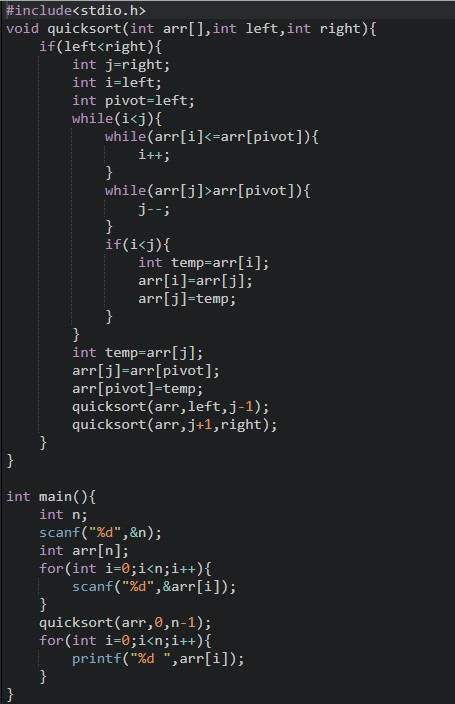 #include<stdio.h>
void quicksort(int arr[],int left,int right){
    if(left<right){
        int j=right;
        int i=left;
        int pivot=left;
        while(i<j){
            while(arr[i]<=arr[pivot]){
                i++;
            }
            while(arr[j]>arr[pivot]){
                j--;
            }
            if(i<j){
                int temp=arr[i];
                arr[i]=arr[j];
                arr[j]=temp;
            }
        }
        int temp=arr[j];
        arr[j]=arr[pivot];
        arr[pivot]=temp;
        quicksort(arr,left,j-1);
        quicksort(arr,j+1,right);
    }
}

int main(){
    int n;
    scanf("%d",&n);
    int arr[n];
    for(int i=0;i<n;i++){
        scanf("%d",&arr[i]);
    }
    quicksort(arr,0,n-1);
    for(int i=0;i<n;i++){
        printf("%d ",arr[i]);
    }
}